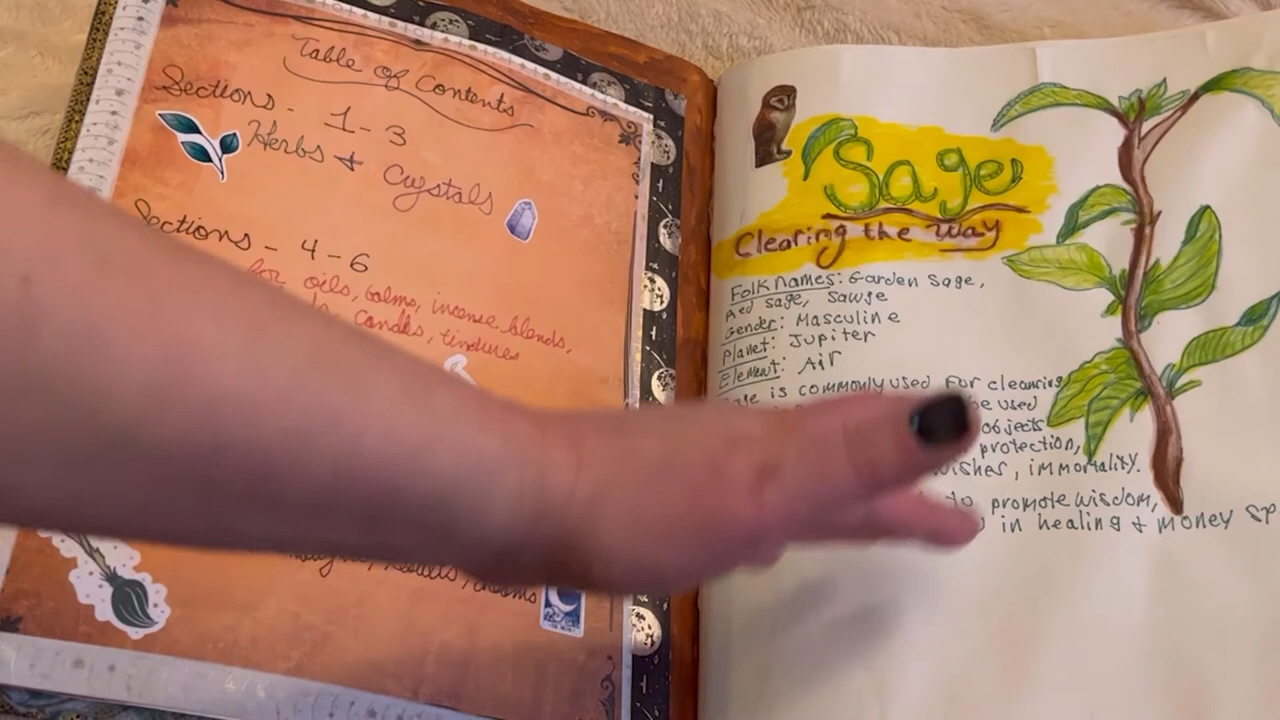 Table of Contents
Sections - 1-3
Herbs & Crystals
Sections - 4-6
for oils, balms, incense blends,
candles, tinctures
Sage
Clearing the way
Folk Names: Garden Sage,
Red sage, sawge
Gender: Masculine
Planet: Jupiter
Element: Air
Sage is commonly used for cleansing
be used
objects
protection,
wishes, immortality.
to promote wisdom,
in healing & money sp